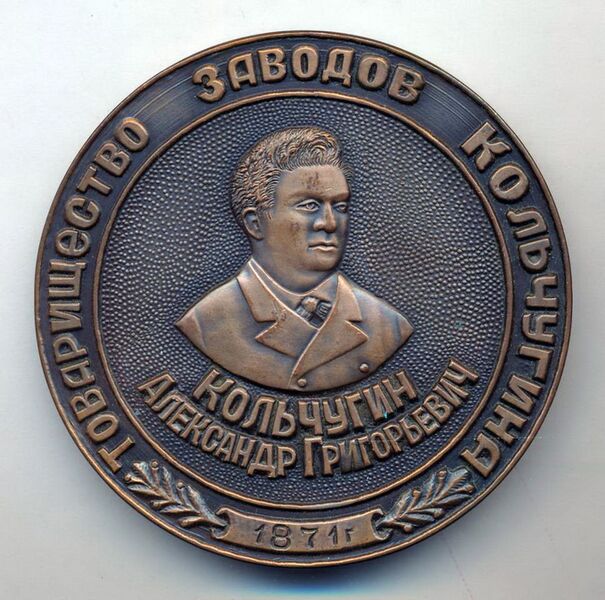 Товарищество заводов Кольчугина
Кольчугин
Александр Григорьевич
1871г